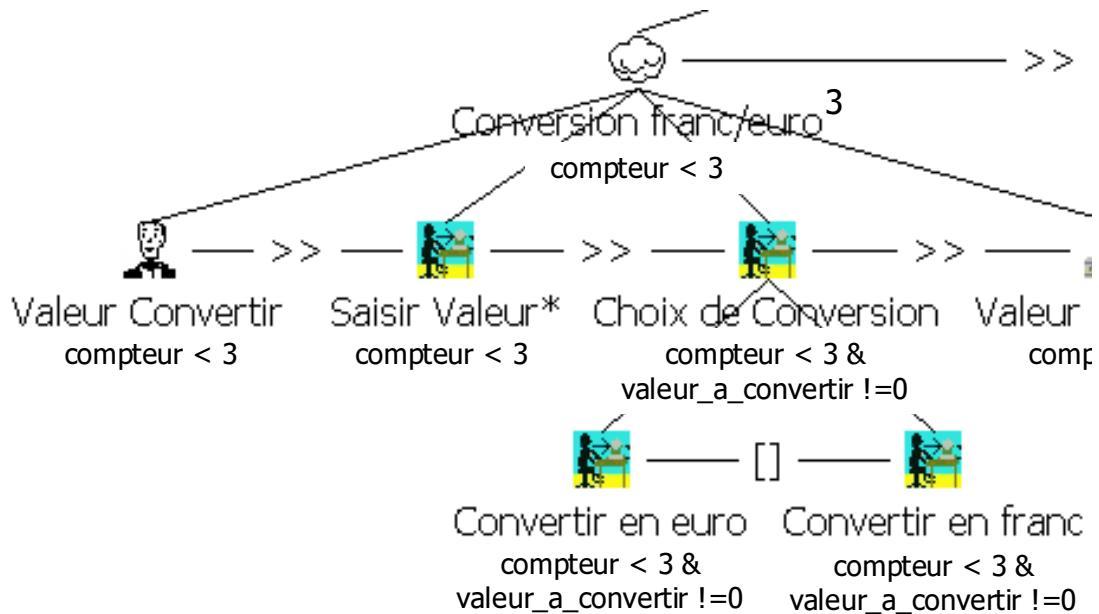 >>
Conversion franc/euro 3
compteur < 3
>> >> >>
Valeur Convertir Saisir Valeur* Choix de Conversion Valeur
compteur < 3 compteur < 3 compteur < 3 & comp
valeur_a_convertir !=0
[]
Convertir en euro Convertir en franc
compteur < 3 & compteur < 3 &
valeur_a_convertir !=0 valeur_a_convertir !=0